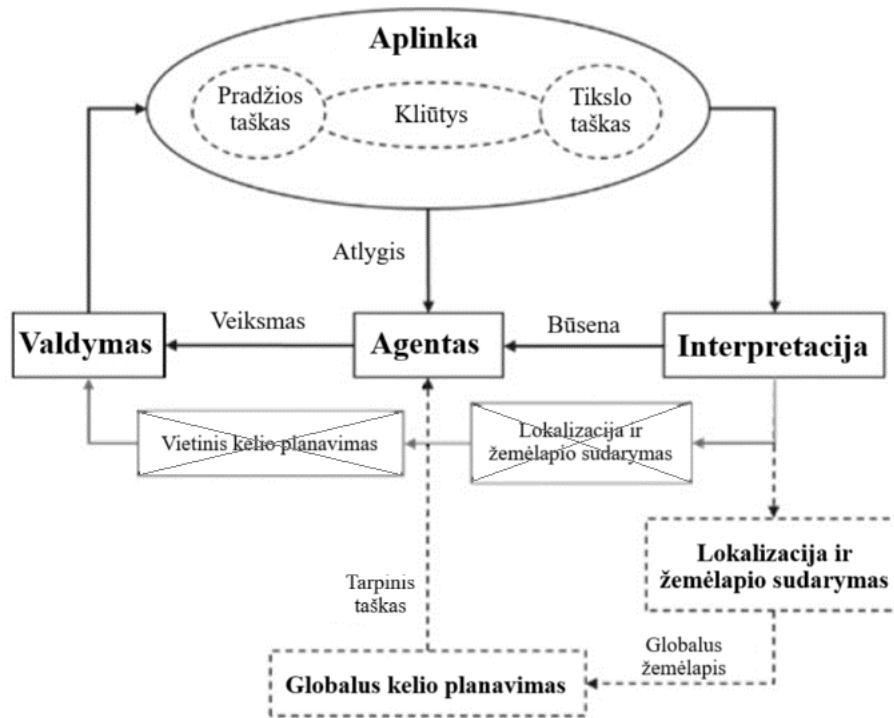 Aplinka
Pradžios
taškas
Kliūtys
Tikslo
taškas
Atlygis
Valdymas
Veiksmas
Agentas
Būsena
Interpretacija
Vietinis kelio planavimas
Lokalizacija ir
žemėlapio sudarymas
Lokalizacija ir
žemėlapio sudarymas
Tarpinis
taškas
Globalus
žemėlapis
Globalus kelio planavimas